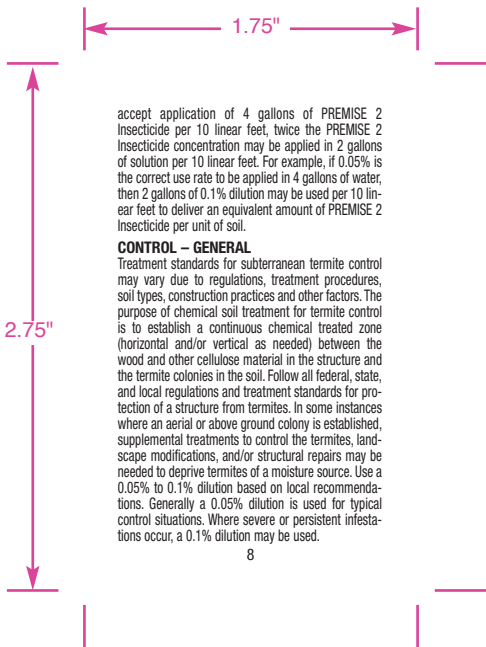 1.75"
2.75"
accept application of 4 gallons of PREMISE 2
Insecticide per 10 linear feet, twice the PREMISE 2
Insecticide concentration may be applied in 2 gallons
of solution per 10 linear feet. For example, if 0.05% is
the correct use rate to be applied in 4 gallons of water,
then 2 gallons of 0.1% dilution may be used per 10 lin-
ear feet to deliver an equivalent amount of PREMISE 2
Insecticide per unit of soil.
CONTROL – GENERAL
Treatment standards for subterranean termite control
may vary due to regulations, treatment procedures,
soil types, construction practices and other factors. The
purpose of chemical soil treatment for termite control
is to establish a continuous chemical treated zone
(horizontal and/or vertical as needed) between the
wood and other cellulose material in the structure and
the termite colonies in the soil. Follow all federal, state,
and local regulations and treatment standards for pro-
tection of a structure from termites. In some instances
where an aerial or above ground colony is established,
supplemental treatments to control the termites, land-
scape modifications, and/or structural repairs may be
needed to deprive termites of a moisture source. Use a
0.05% to 0.1% dilution based on local recommenda-
tions. Generally a 0.05% dilution is used for typical
control situations. Where severe or persistent infesta-
tions occur, a 0.1% dilution may be used.
8